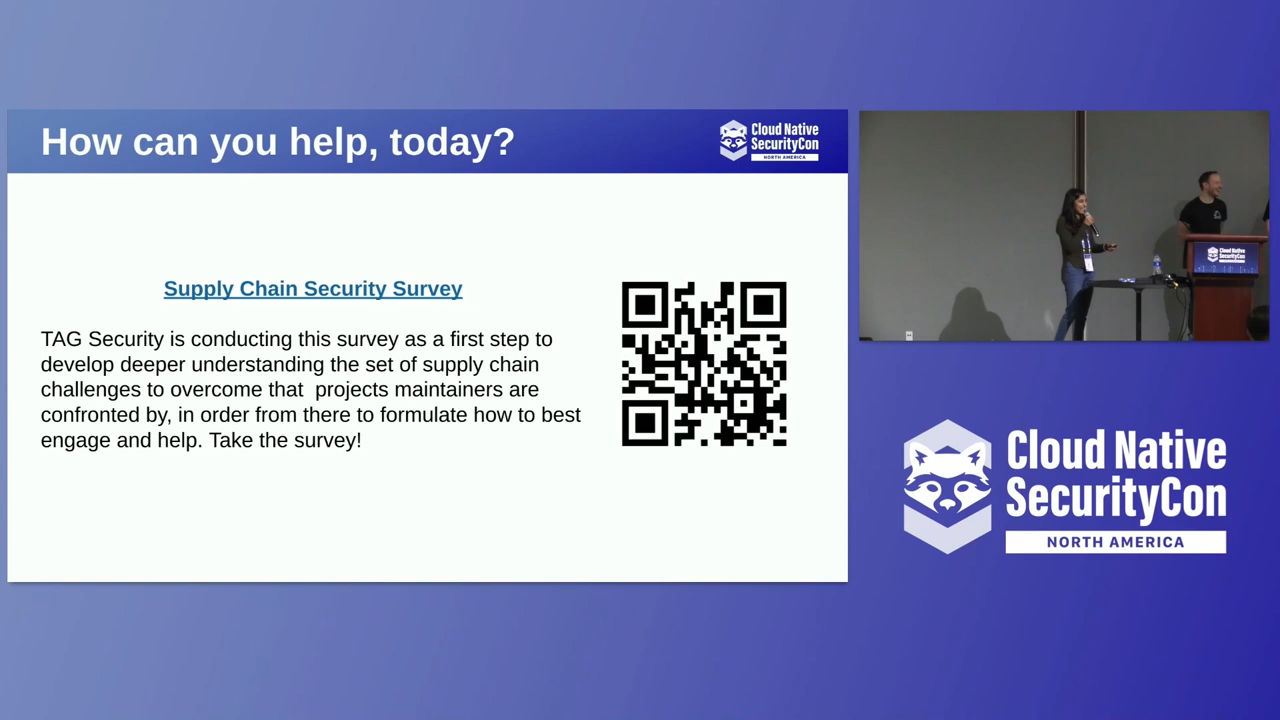 How can you help, today?
Cloud Native
SecurityCon
NORTH AMERICA
Supply Chain Security Survey
TAG Security is conducting this survey as a first step to
develop deeper understanding the set of supply chain
challenges to overcome that  projects maintainers are
confronted by, in order from there to formulate how to best
engage and help. Take the survey!
Cloud Native
SecurityCon
Cloud Native
SecurityCon
NORTH AMERICA